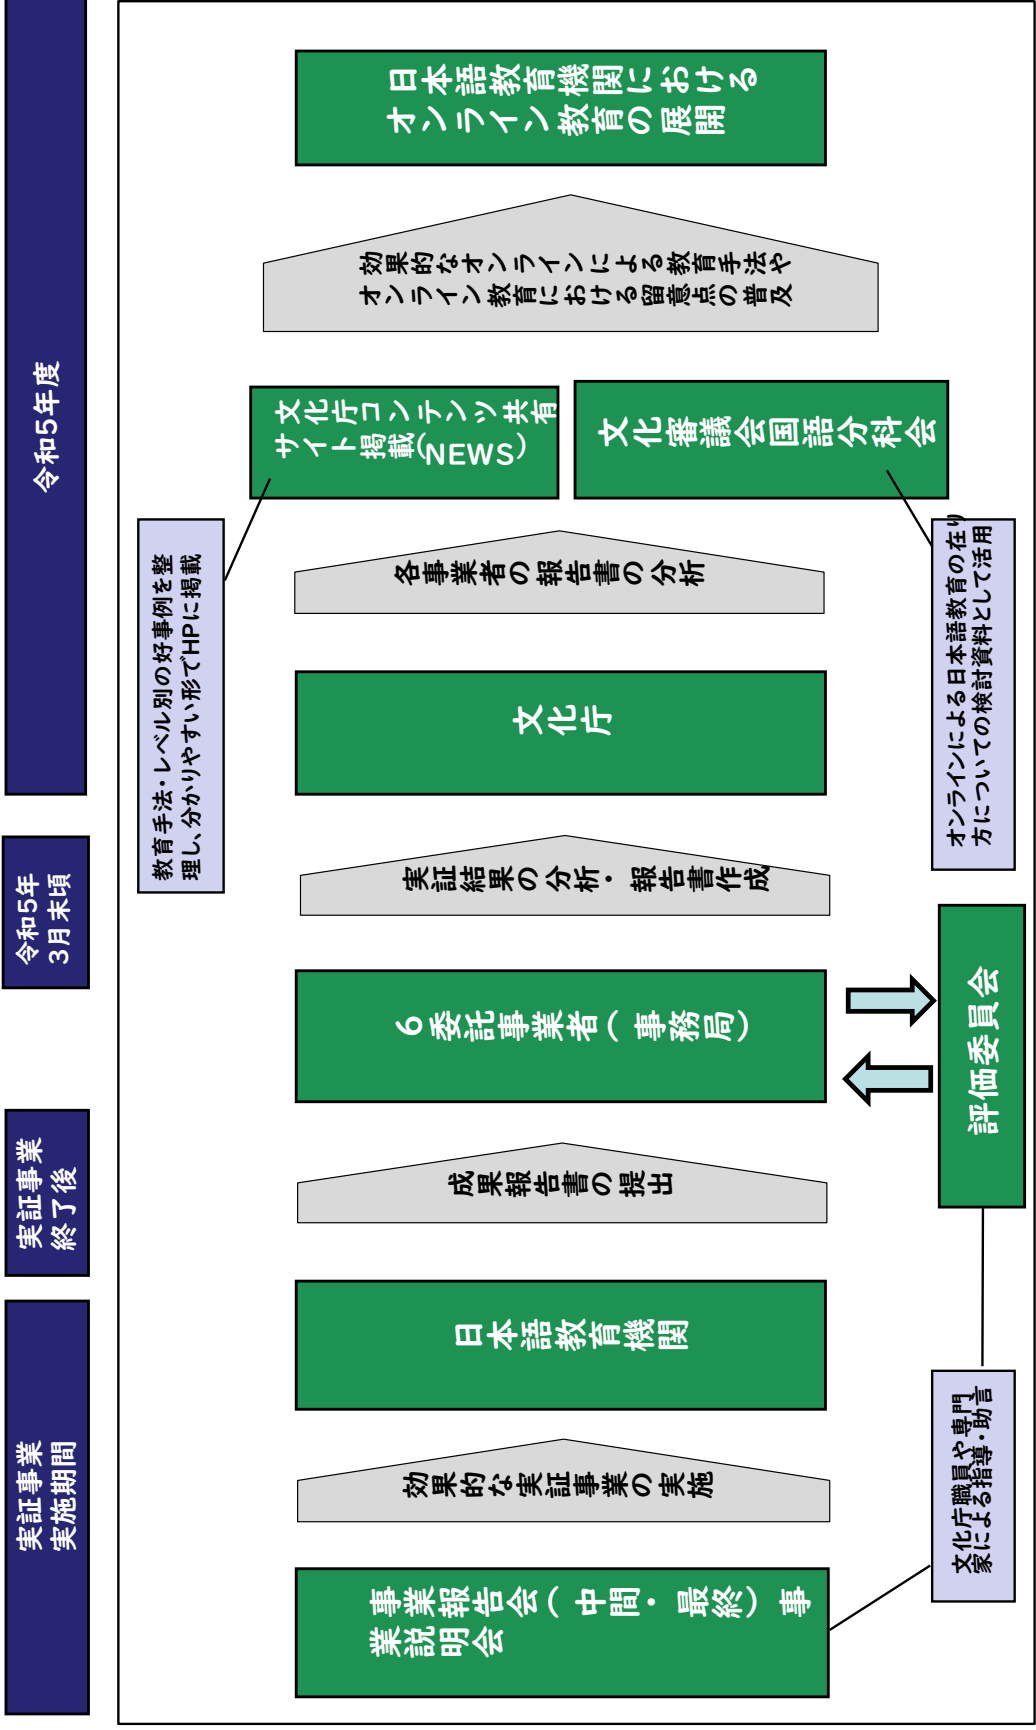 実証事業
実施期間
実証事業
終了後
令和5年
3月末頃
令和5年度
事業報告会(中間・最終)事
業説明会
効果的な実証事業の実施
日本語教育機関
成果報告書の提出
6委託事業者(事務局)
実証結果の分析・報告書作成
文化庁
各事業者の報告書の分析
文化庁コンテンツ共有
サイト掲載(NEWS)
文化審議会国語分科会
効果的なオンラインによる教育手法や
オンライン教育における留意点の普及
日本語教育機関における
オンライン教育の展開
教育手法・レベル別の好事例を整
理し、分かりやすい形でHPに掲載
オンラインによる日本語教育の在り
方についての検討資料として活用
評価委員会
文化庁職員や専門
家による指導・助言